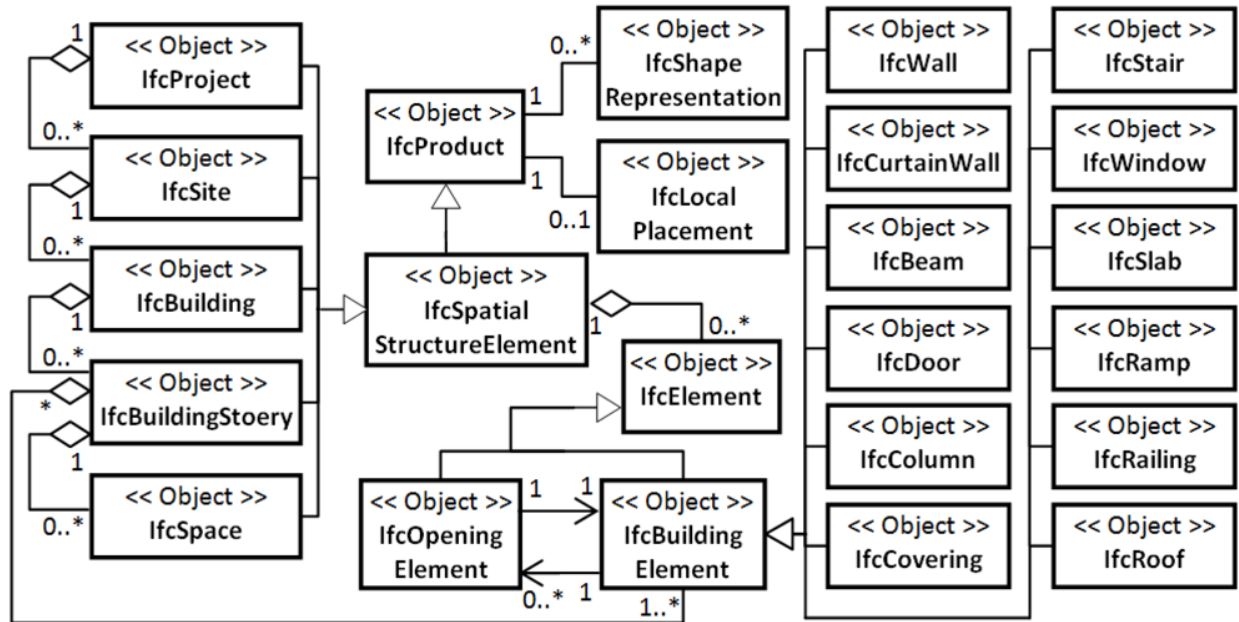 1
<< Object >>
IfcProject
0..*
<< Object >>
IfcSite
1
0..*
<< Object >>
IfcBuilding
1
0..*
<< Object >>
IfcBuildingStoery
*
1
<< Object >>
IfcSpace
0..*
<< Object >>
IfcProduct
1
0..*
<< Object >>
IfcShape
Representation
1
0..1
<< Object >>
IfcLocal
Placement
<< Object >>
IfcSpatial
StructureElement
1
0..*
<< Object >>
IfcElement
<< Object >>
IfcOpening
Element
1
1
0..*
1
<< Object >>
IfcBuilding
Element
1..*
<< Object >>
IfcWall
<< Object >>
IfcCurtainWall
<< Object >>
IfcBeam
<< Object >>
IfcDoor
<< Object >>
IfcColumn
<< Object >>
IfcCovering
<< Object >>
IfcStair
<< Object >>
IfcWindow
<< Object >>
IfcSlab
<< Object >>
IfcRamp
<< Object >>
IfcRailing
<< Object >>
IfcRoof